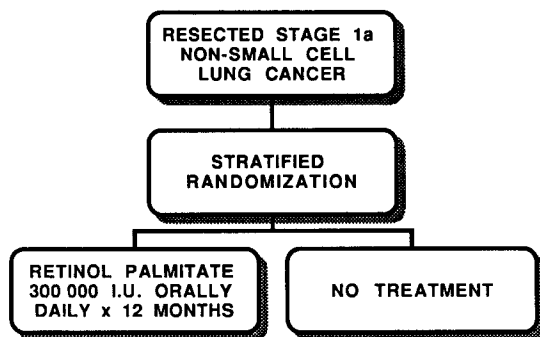 RESECTED STAGE 1a
NON-SMALL CELL
LUNG CANCER
STRATIFIED
RANDOMIZATION
RETINOL PALMITATE
300 000 I.U. ORALLY
DAILY x 12 MONTHS
NO TREATMENT